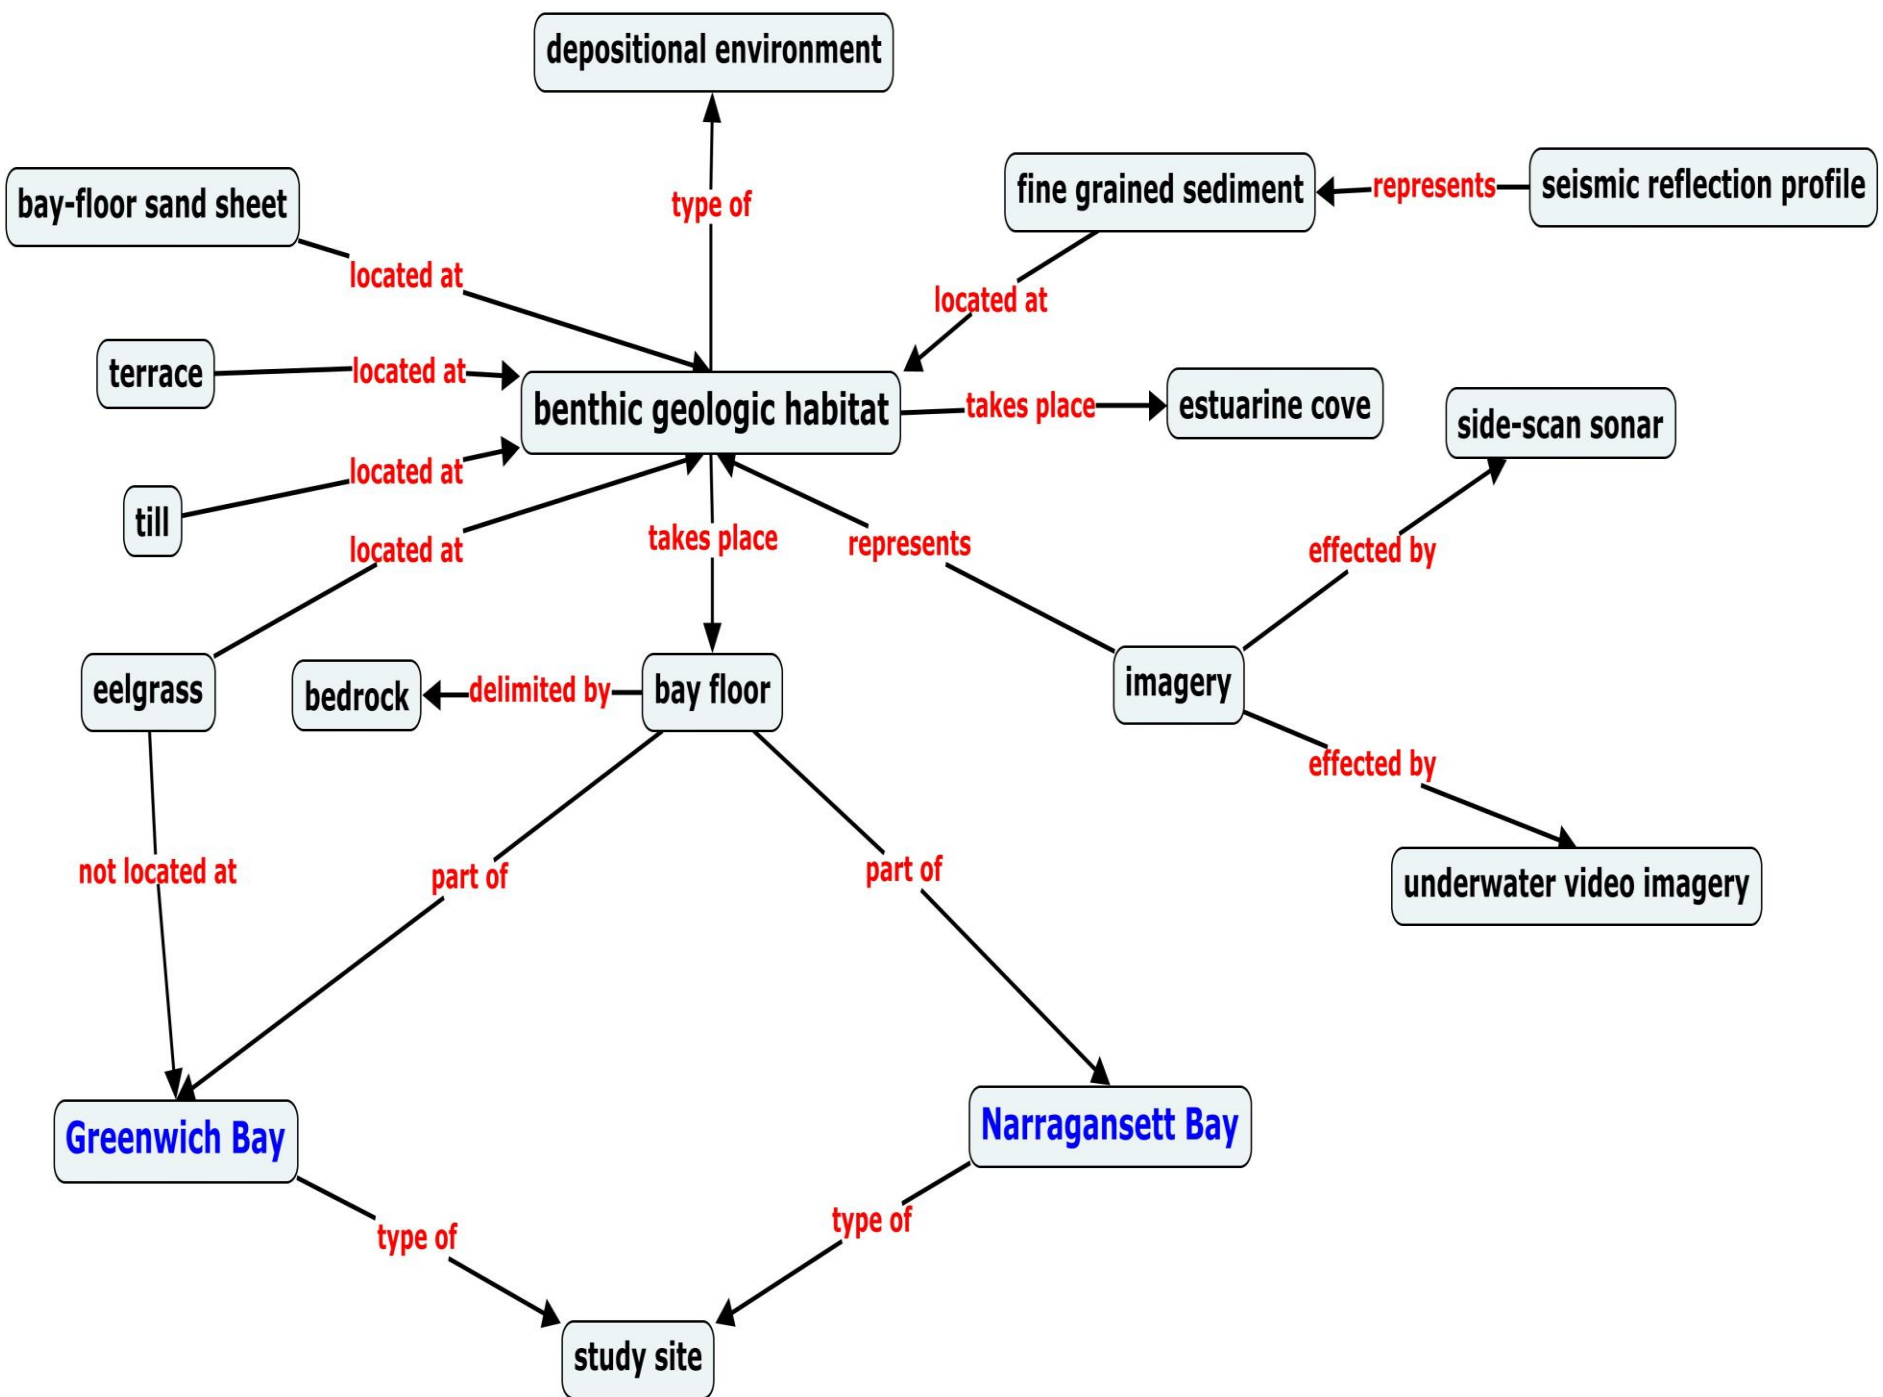 depositional environment
bay-floor sand sheet
type of
fine grained sediment
represents
seismic reflection profile
located at
located at
terrace
located at
benthic geologic habitat
takes place
estuarine cove
side-scan sonar
till
located at
located at
takes place
represents
effected by
eelgrass
bedrock
delimited by
bay floor
imagery
effected by
not located at
part of
part of
underwater video imagery
Greenwich Bay
Narragansett Bay
type of
type of
study site